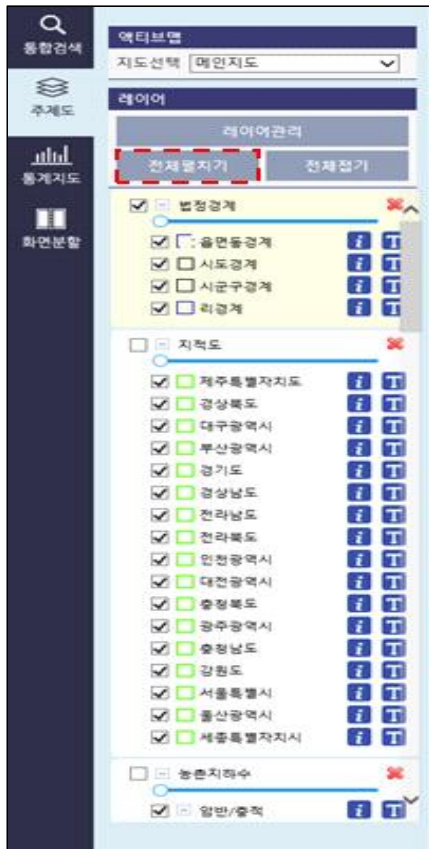 통합검색
주제도
통계지도
화면분할
액티브맵
지도선택 메인지도
레이어
레이어관리
전체펼치기 전체접기
법정경계
읍면동경계
시도경계
시군구경계
리경계
지적도
제주특별자치도
경상북도
대구광역시
부산광역시
경기도
경상남도
전라남도
전라북도
인천광역시
대전광역시
충청북도
광주광역시
충청남도
강원도
서울특별시
울산광역시
세종특별자치시
농촌지하수
암반/충적